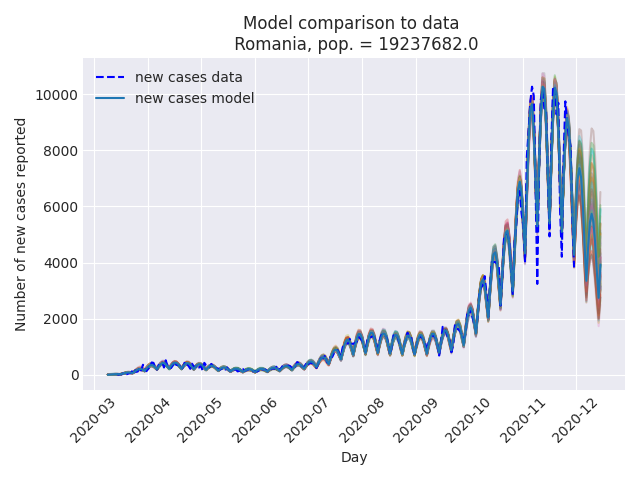 Model comparison to data
Romania, pop. = 19237682.0
new cases data
new cases model
Number of new cases reported
10000
8000
6000
4000
2000
0
2020-03
2020-04
2020-05
2020-06
2020-07
2020-08
2020-09
2020-10
2020-11
2020-12
Day